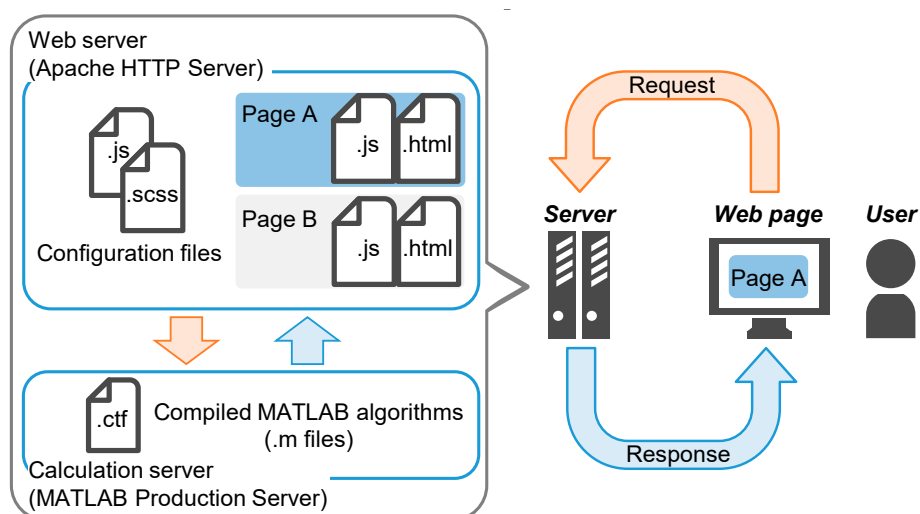 Web server
(Apache HTTP Server)
.js
.scss
Configuration files
Page A
.js
.html
Page B
.js
.html
.ctf
Compiled MATLAB algorithms
(.m files)
Calculation server
(MATLAB Production Server)
Request
Server
Web page
User
Page A
Response